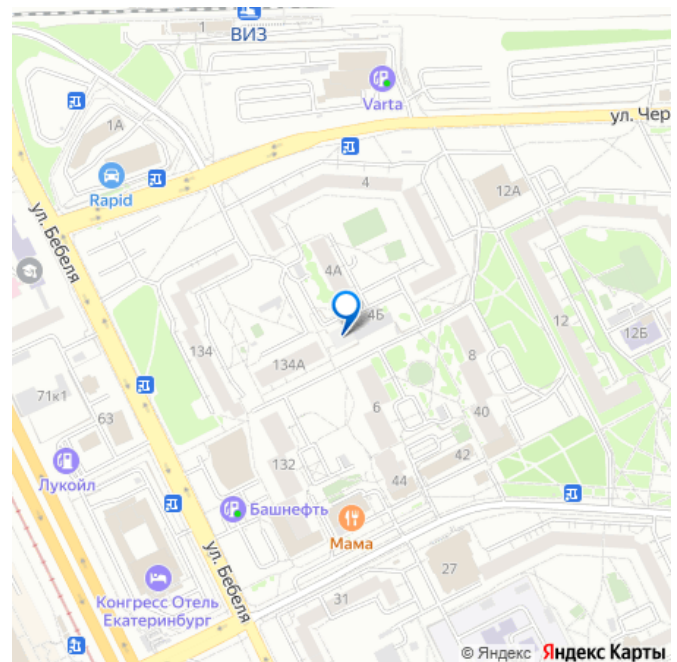 1
ВИЗ
Varta
ул. Чер
1А
Rapid
4
12А
ул. Бебеля
4А
4Б
134
134А
12
12Б
8
71к1
63
6
40
132
42
44
Лукойл
Башнефть
Мама
ул. Бебеля
27
Конгресс Отель
Екатеринбург
31
© Яндекс Яндекс Карты